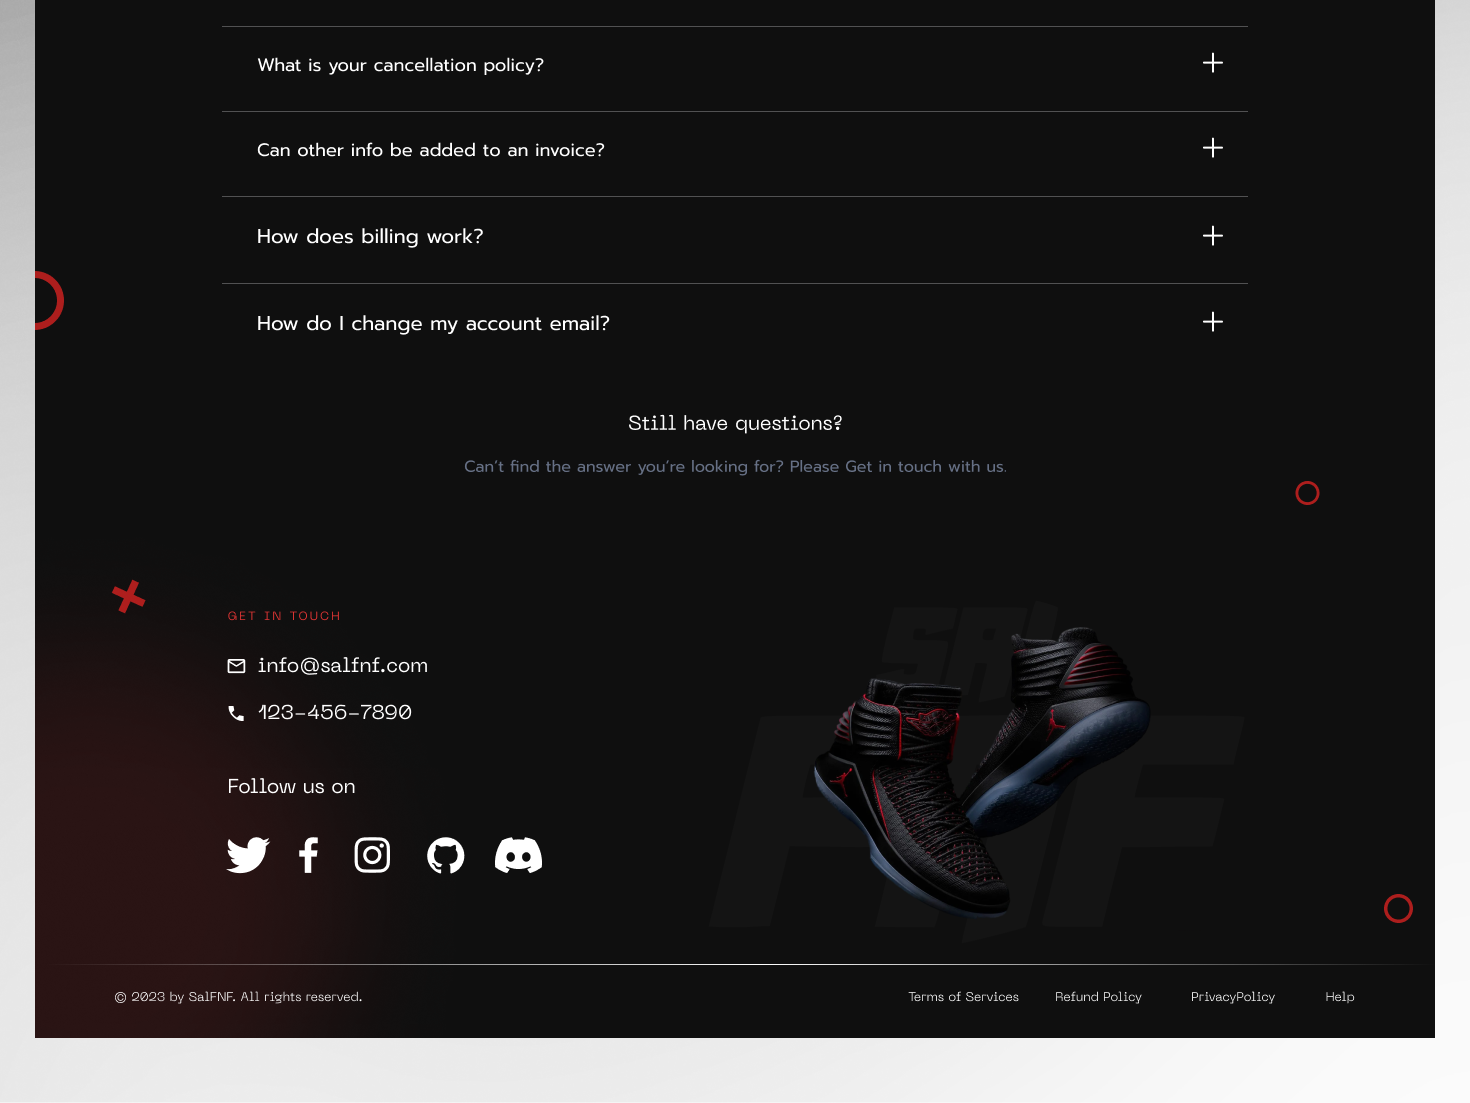 What is your cancellation policy?
Can other info be added to an invoice?
How does billing work?
How do I change my account email?
Still have questions?
Can’t find the answer you’re looking for? Please Get in touch with us.
GET IN TOUCH
info@salfnf.com
123-456-7890
Follow us on
SAL
FNF
© 2023 by SalFNF. All rights reserved.
Terms of Services
Refund Policy
PrivacyPolicy
Help